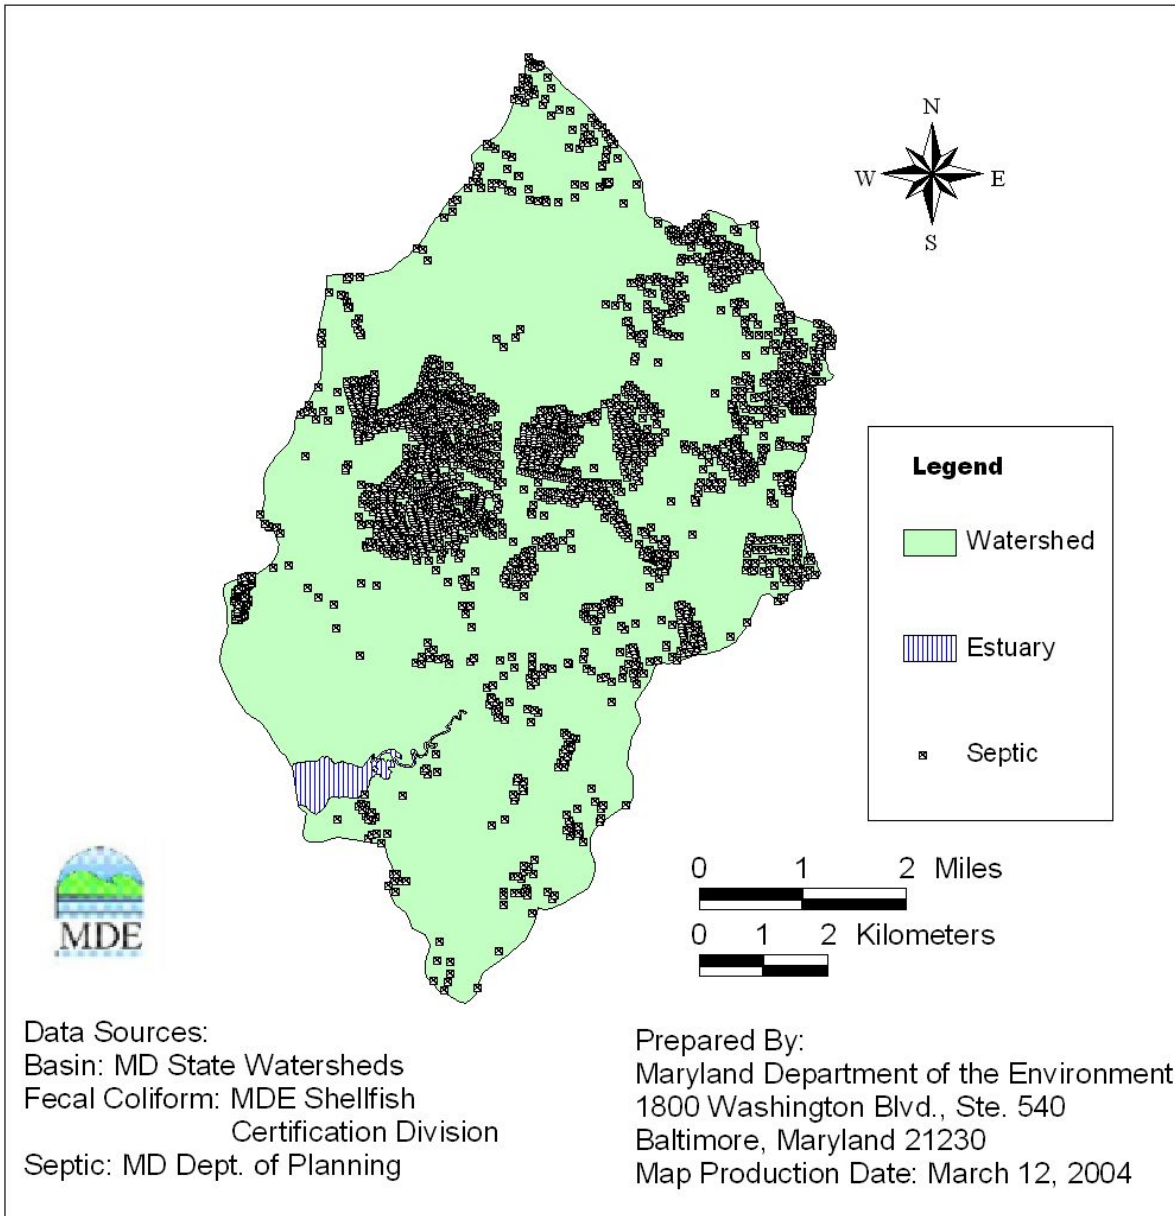 N
W E
S
Legend
Watershed
Estuary
Septic
0 1 2 Miles
0 1 2 Kilometers
MDE
Data Sources:
Basin: MD State Watersheds
Fecal Coliform: MDE Shellfish
Certification Division
Septic: MD Dept. of Planning
Prepared By:
Maryland Department of the Environment
1800 Washington Blvd., Ste. 540
Baltimore, Maryland 21230
Map Production Date: March 12, 2004